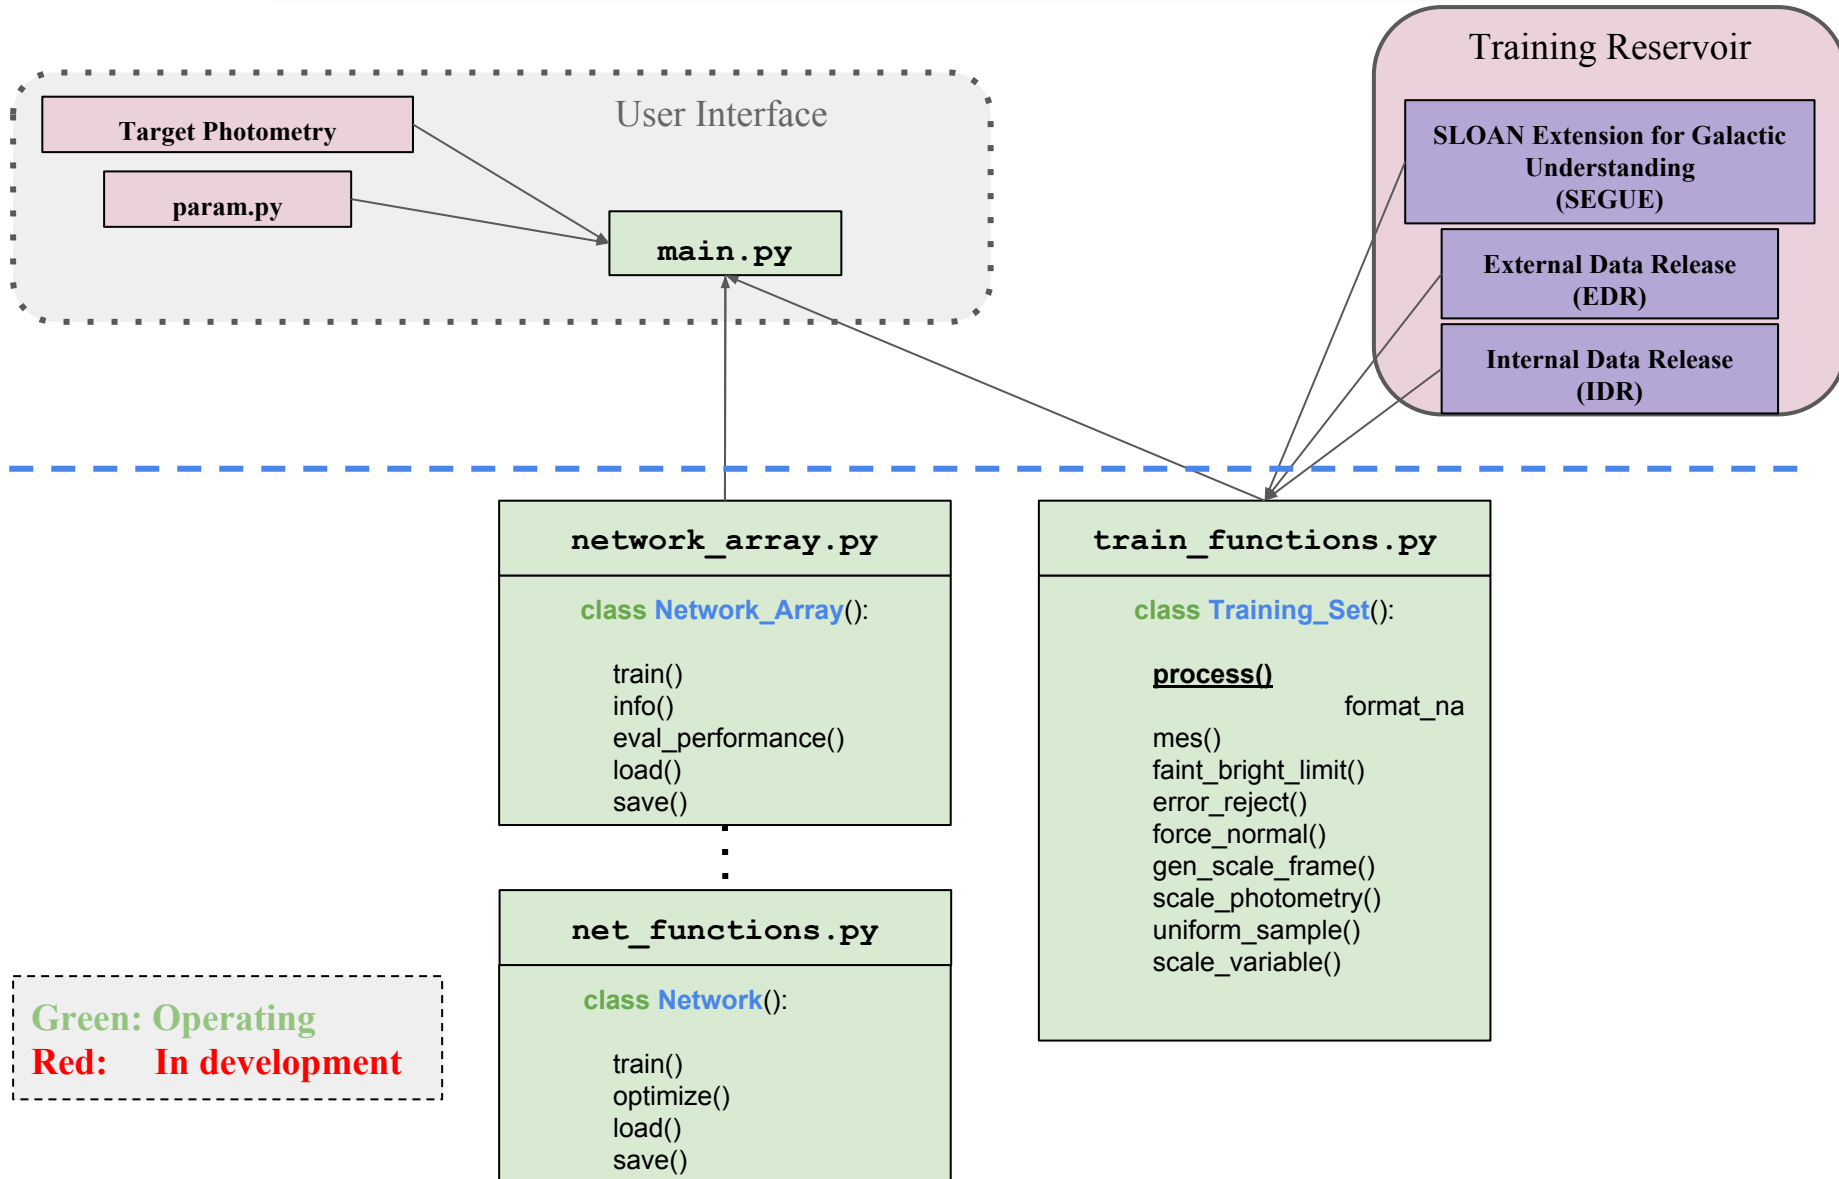 Training Reservoir
SLOAN Extension for Galactic
Understanding
(SEGUE)
External Data Release
(EDR)
Internal Data Release
(IDR)
User Interface
Target Photometry
param.py
main.py
network_array.py
class Network_Array():
train()
info()
eval_performance()
load()
save()
train_functions.py
class Training_Set():
process()
format_na
mes()
faint_bright_limit()
error_reject()
force_normal()
gen_scale_frame()
scale_photometry()
uniform_sample()
scale_variable()
net_functions.py
class Network():
train()
optimize()
load()
save()
Green: Operating
Red: In development